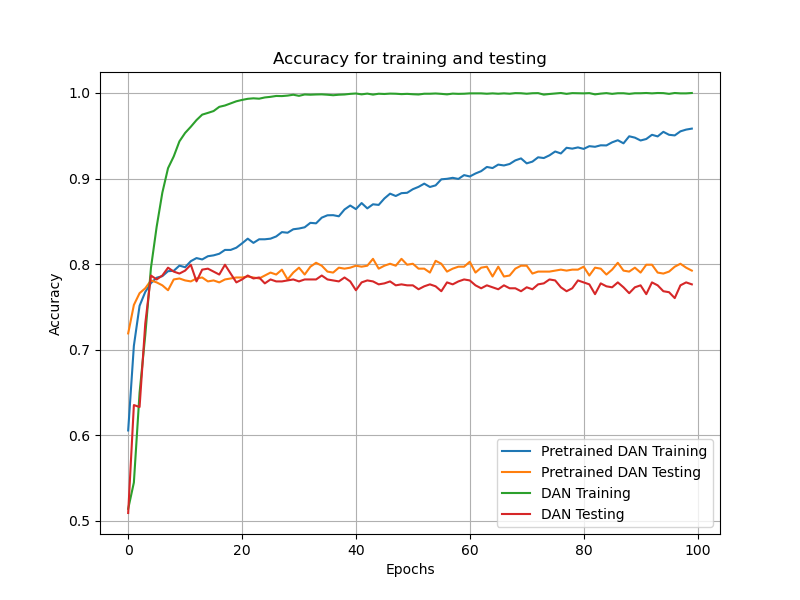 Accuracy for training and testing
1.0
0.9
0.8
0.7
0.6
0.5
Accuracy
0 20 40 60 80 100
Epochs
Pretrained DAN Training
Pretrained DAN Testing
DAN Training
DAN Testing